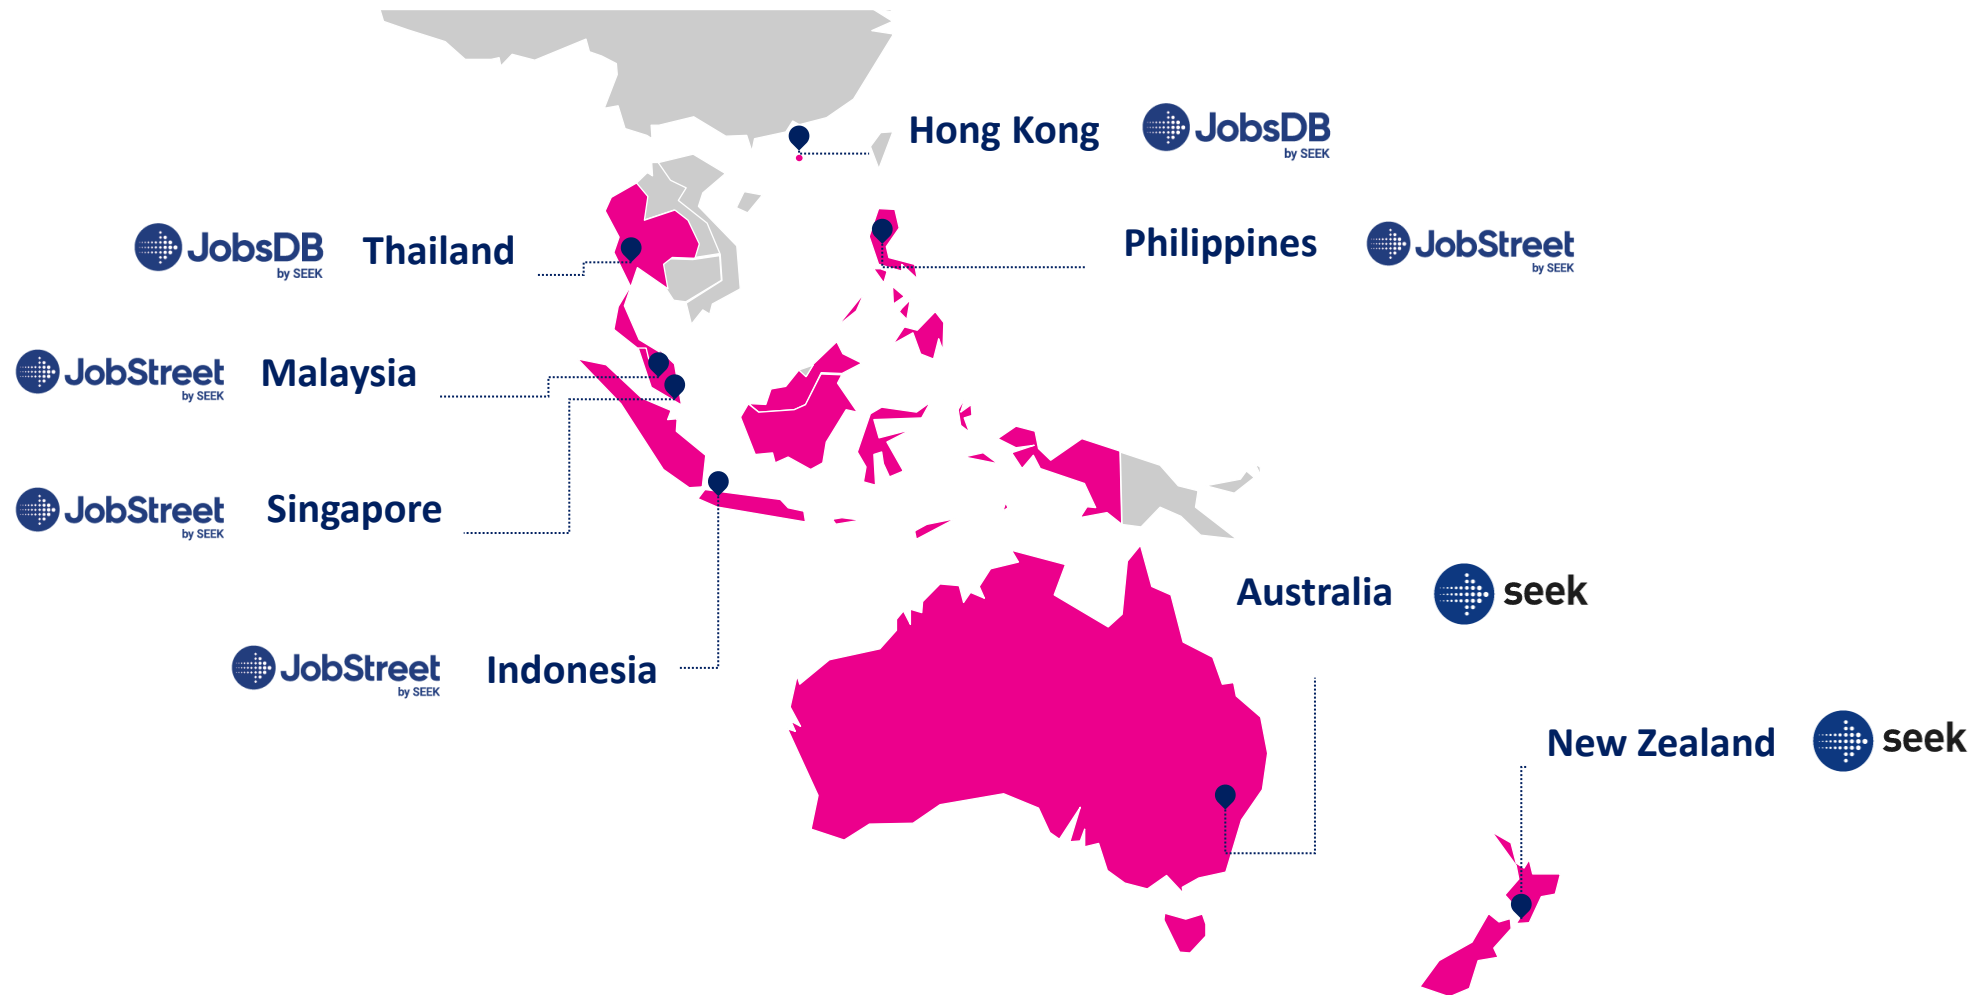 Hong Kong
JobsDB
by SEEK
JobsDB
by SEEK
Thailand
Philippines
JobStreet
by SEEK
JobStreet
by SEEK
Malaysia
JobStreet
by SEEK
Singapore
Australia
seek
JobStreet
by SEEK
Indonesia
New Zealand
seek